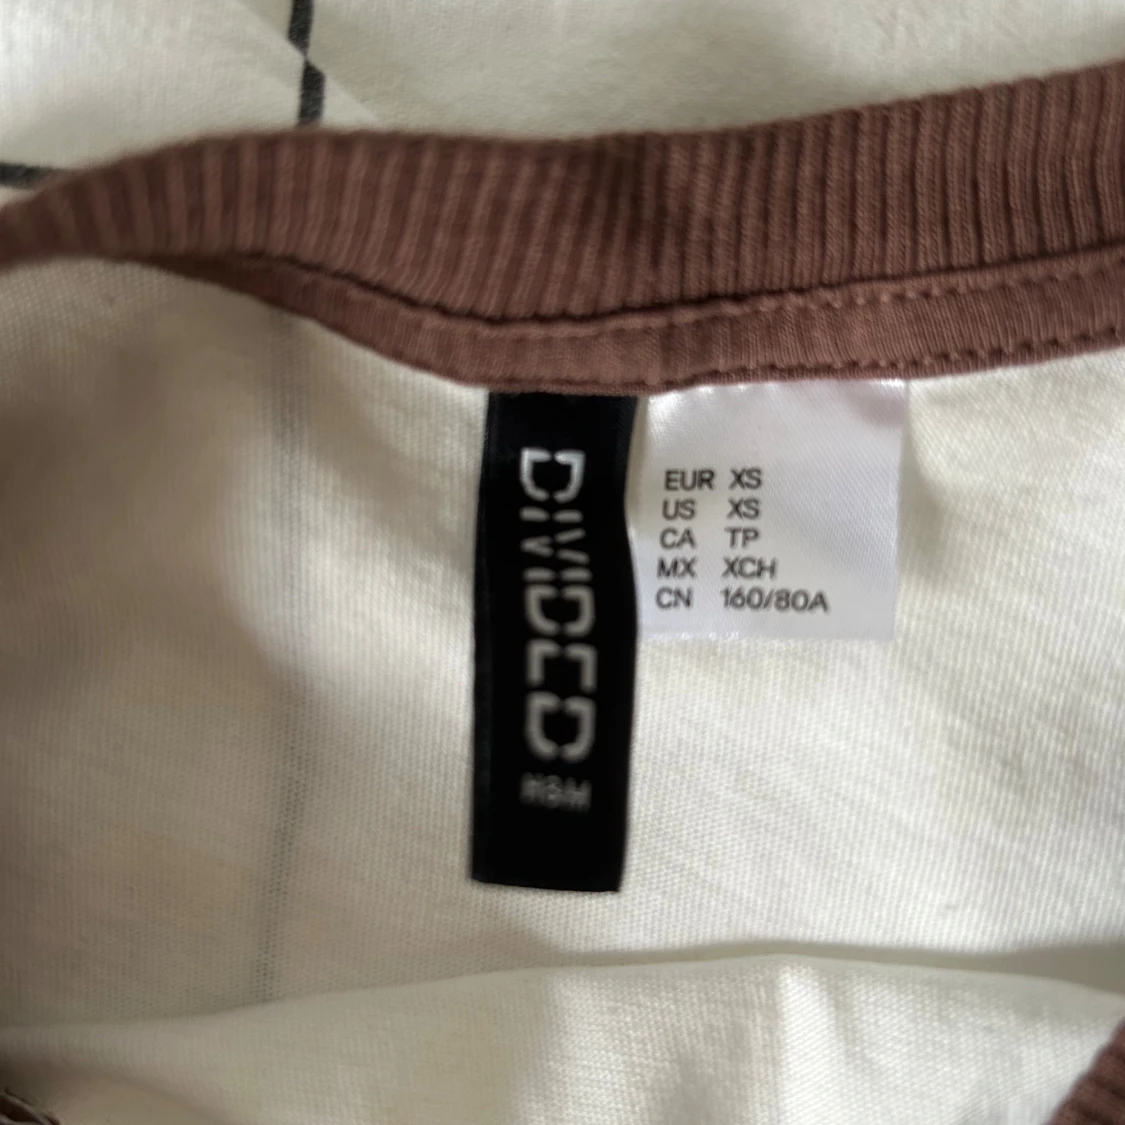 DIVIDED
H&M
EUR XS
US XS
CA TP
MX XCH
CN 160/80A